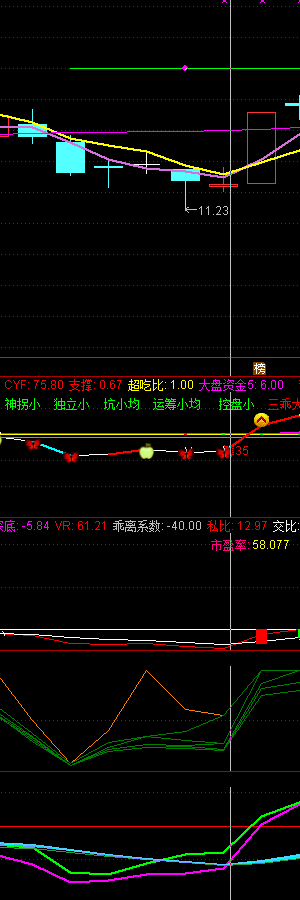 11.23
榜
CYF: 75.80 支撑: 0.67 超吃比: 1.00 大盘资金5: 6.00
神拐小 独立小 坑小均 运筹小均 控盘小 三乖大
底: -5.84 VR: 61.21 乖离系数: -40.00 私比: 12.97 交比:
市盈率: 58.077